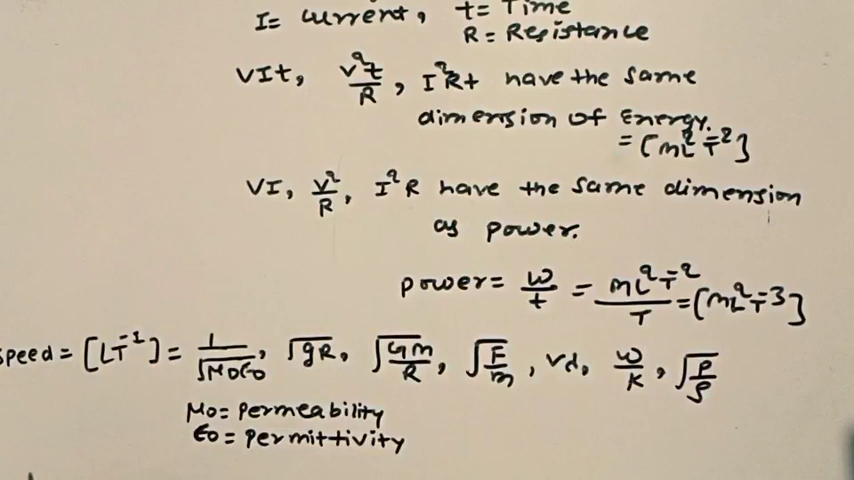 I = Current, t = Time
R = Resistance
VIt, V²t/R, I²Rt have the same
dimension of Energy.
= [ML²T⁻²]
VI, V²/R, I²R have the same dimension
as power.
power = W/t = ML²T⁻²/T = [ML²T⁻³]
speed = [LT⁻¹] = 1/√μ₀ε₀, √gR, √GM/R, √F/m, vd, ω/k, √P/ρ
μ₀ = permeability
ε₀ = permittivity